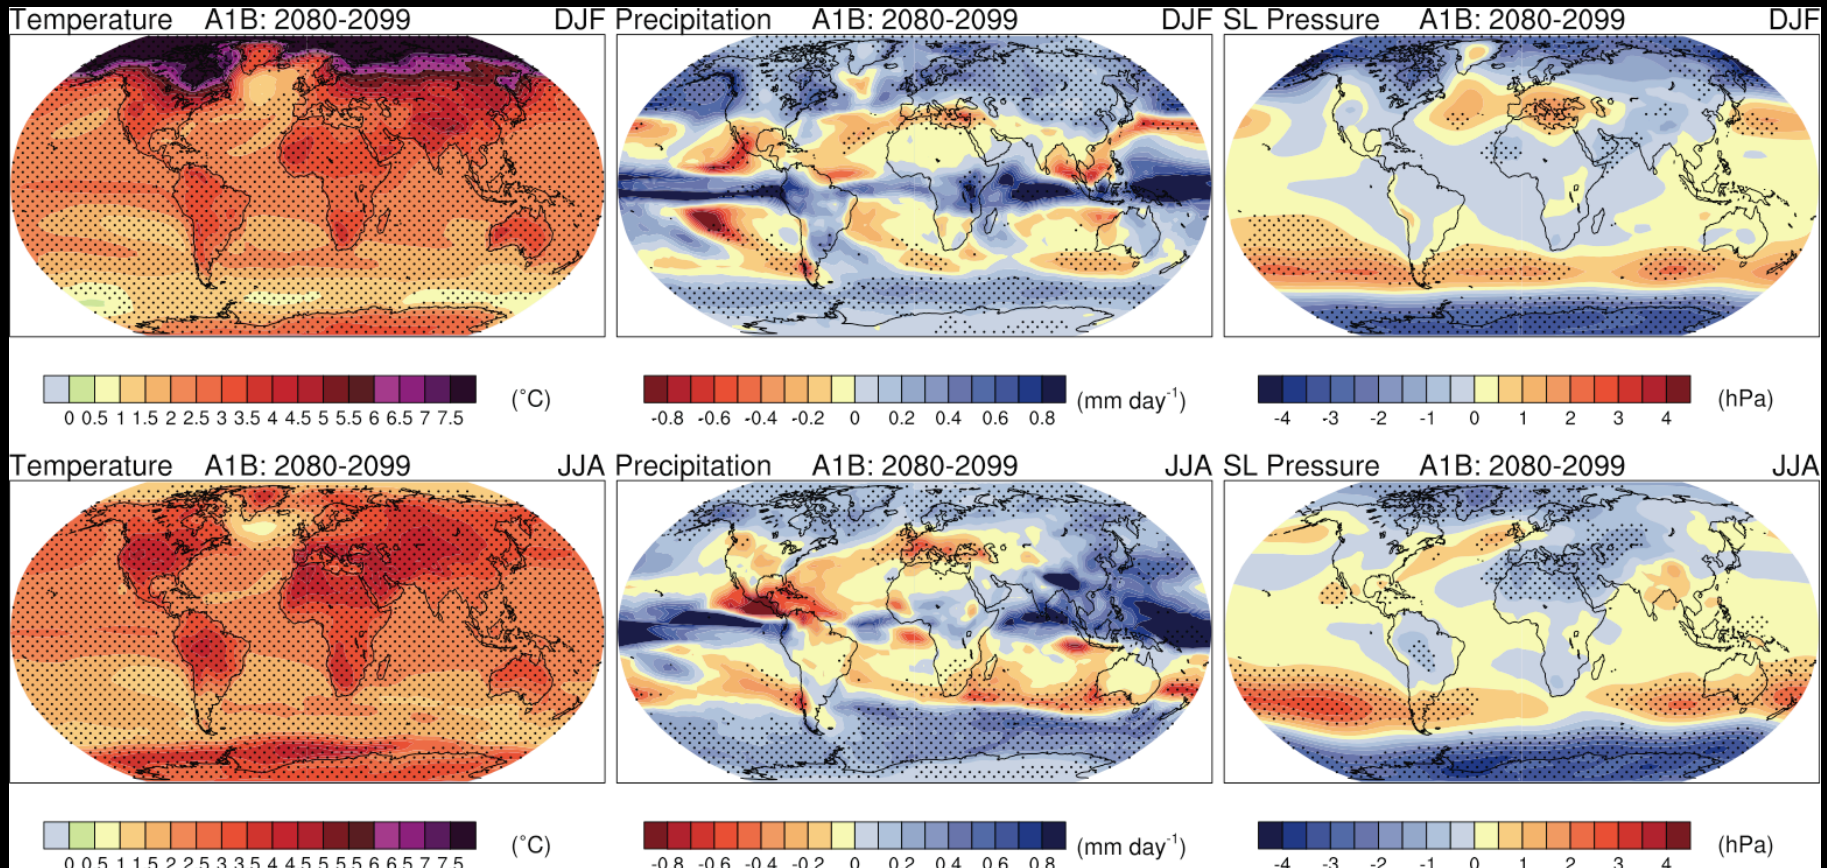 Temperature A1B: 2080-2099 DJF
Precipitation A1B: 2080-2099 DJF
SL Pressure A1B: 2080-2099 DJF
0 0.5 1 1.5 2 2.5 3 3.5 4 4.5 5 5.5 6 6.5 7 7.5 (°C)
-0.8 -0.6 -0.4 -0.2 0 0.2 0.4 0.6 0.8 (mm day-1)
-4 -3 -2 -1 0 1 2 3 4 (hPa)
Temperature A1B: 2080-2099 JJA
Precipitation A1B: 2080-2099 JJA
SL Pressure A1B: 2080-2099 JJA
0 0.5 1 1.5 2 2.5 3 3.5 4 4.5 5 5.5 6 6.5 7 7.5 (°C)
-0.8 -0.6 -0.4 -0.2 0 0.2 0.4 0.6 0.8 (mm day-1)
-4 -3 -2 -1 0 1 2 3 4 (hPa)